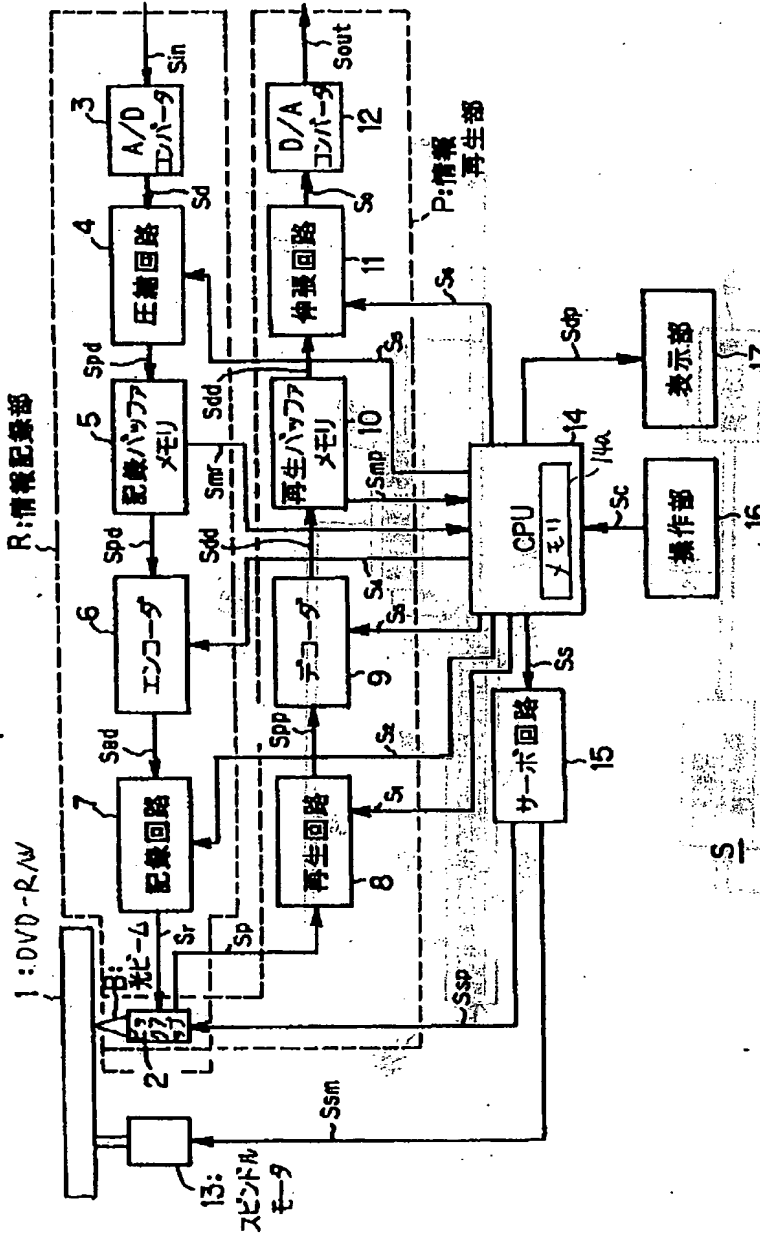 R:情報記録部
1:DVD-R/W
Sin
3
A/D
コンバータ
Sd
4
圧縮回路
Spd
5
記録バッファ
メモリ
Spd
6
エンコーダ
Sed
7
記録回路
Sr
B:
光ビーム
ピックアップ
2
Sp
8
再生回路
Spp
9
デコーダ
Sdd
10
再生バッファ
メモリ
Sdd
11
伸張回路
So
12
D/A
コンバータ
Sout
P:情報
再生部
Smr
Smp
S5
S6
S4
S3
S2
S1
14
CPU
14a
メモリ
Sdp
表示部
17
Sc
操作部
16
Ss
サーボ回路
15
Ssp
Ssm
13:
スピンドル
モータ
S